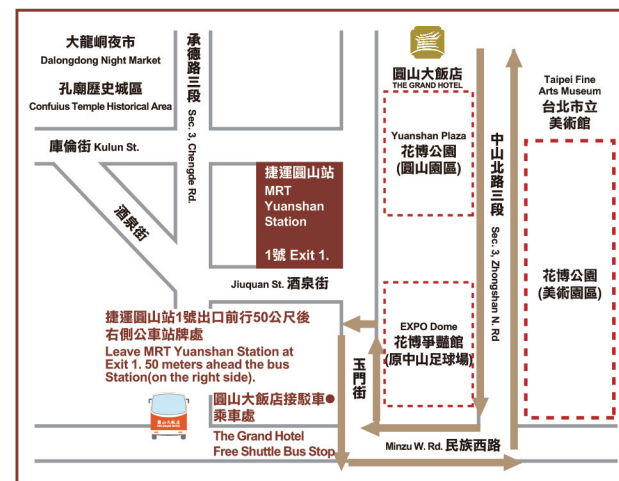 大龍峒夜市
Dalongdong Night Market
孔廟歷史城區
Confuius Temple Historical Area
承德路三段 Sec. 3, Chengde Rd.
圓山大飯店
THE GRAND HOTEL
Taipei Fine
Arts Museum
台北市立
美術館
庫倫街 Kulun St.
酒泉街
捷運圓山站
MRT
Yuanshan
Station
1號 Exit 1.
Yuanshan Plaza
花博公園
(圓山園區)
中山北路三段 Sec. 3, Zhongshan N. Rd
花博公園
(美術園區)
Jiuquan St. 酒泉街
捷運圓山站1號出口前行50公尺後
右側公車站牌處
Leave MRT Yuanshan Station at
Exit 1. 50 meters ahead the bus
Station(on the right side).
EXPO Dome
花博爭豔館
(原中山足球場)
玉門街
圓山大飯店
圓山大飯店接駁車
乘車處
The Grand Hotel
Free Shuttle Bus Stop
Minzu W. Rd. 民族西路